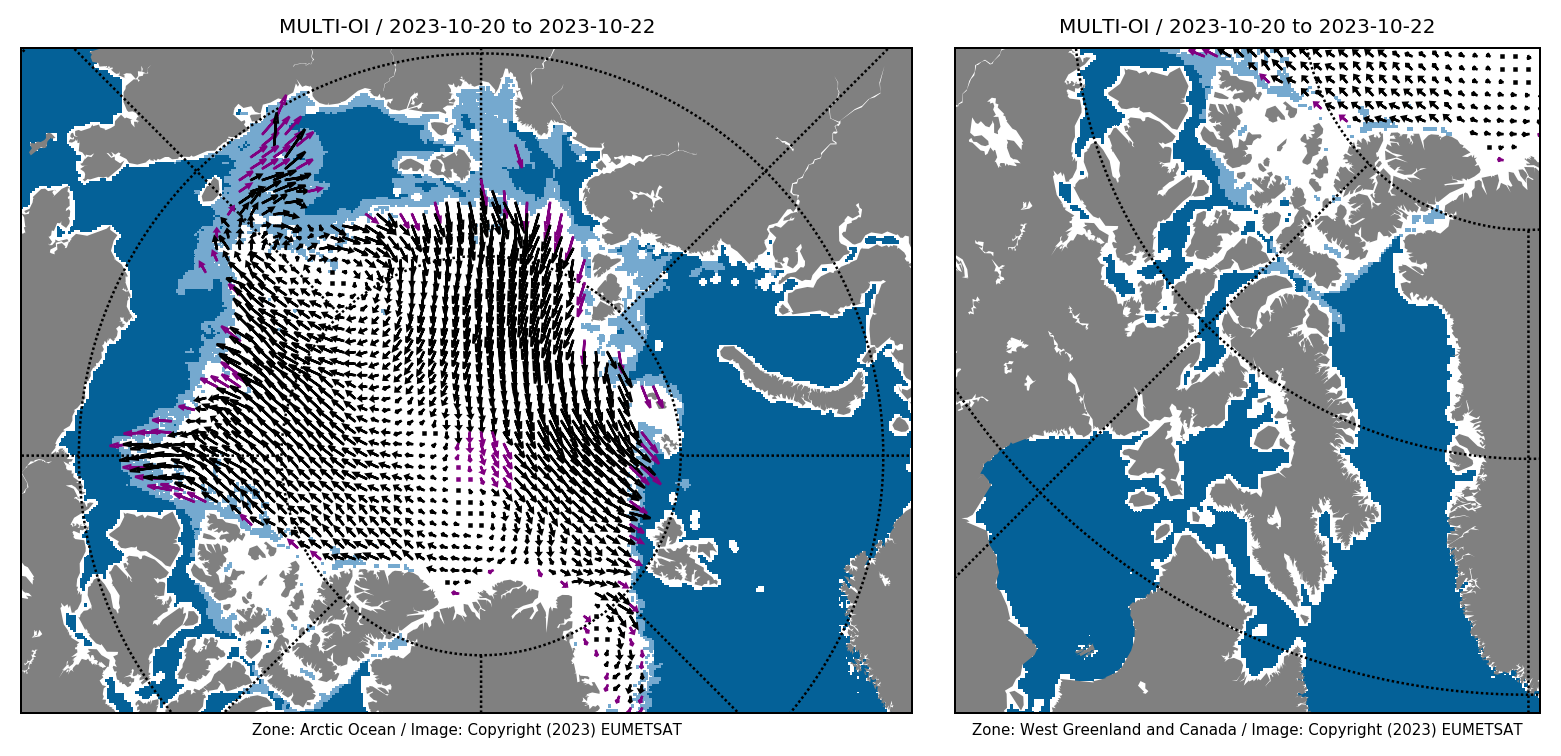 MULTI-OI / 2023-10-20 to 2023-10-22
MULTI-OI / 2023-10-20 to 2023-10-22
Zone: Arctic Ocean / Image: Copyright (2023) EUMETSAT
Zone: West Greenland and Canada / Image: Copyright (2023) EUMETSAT